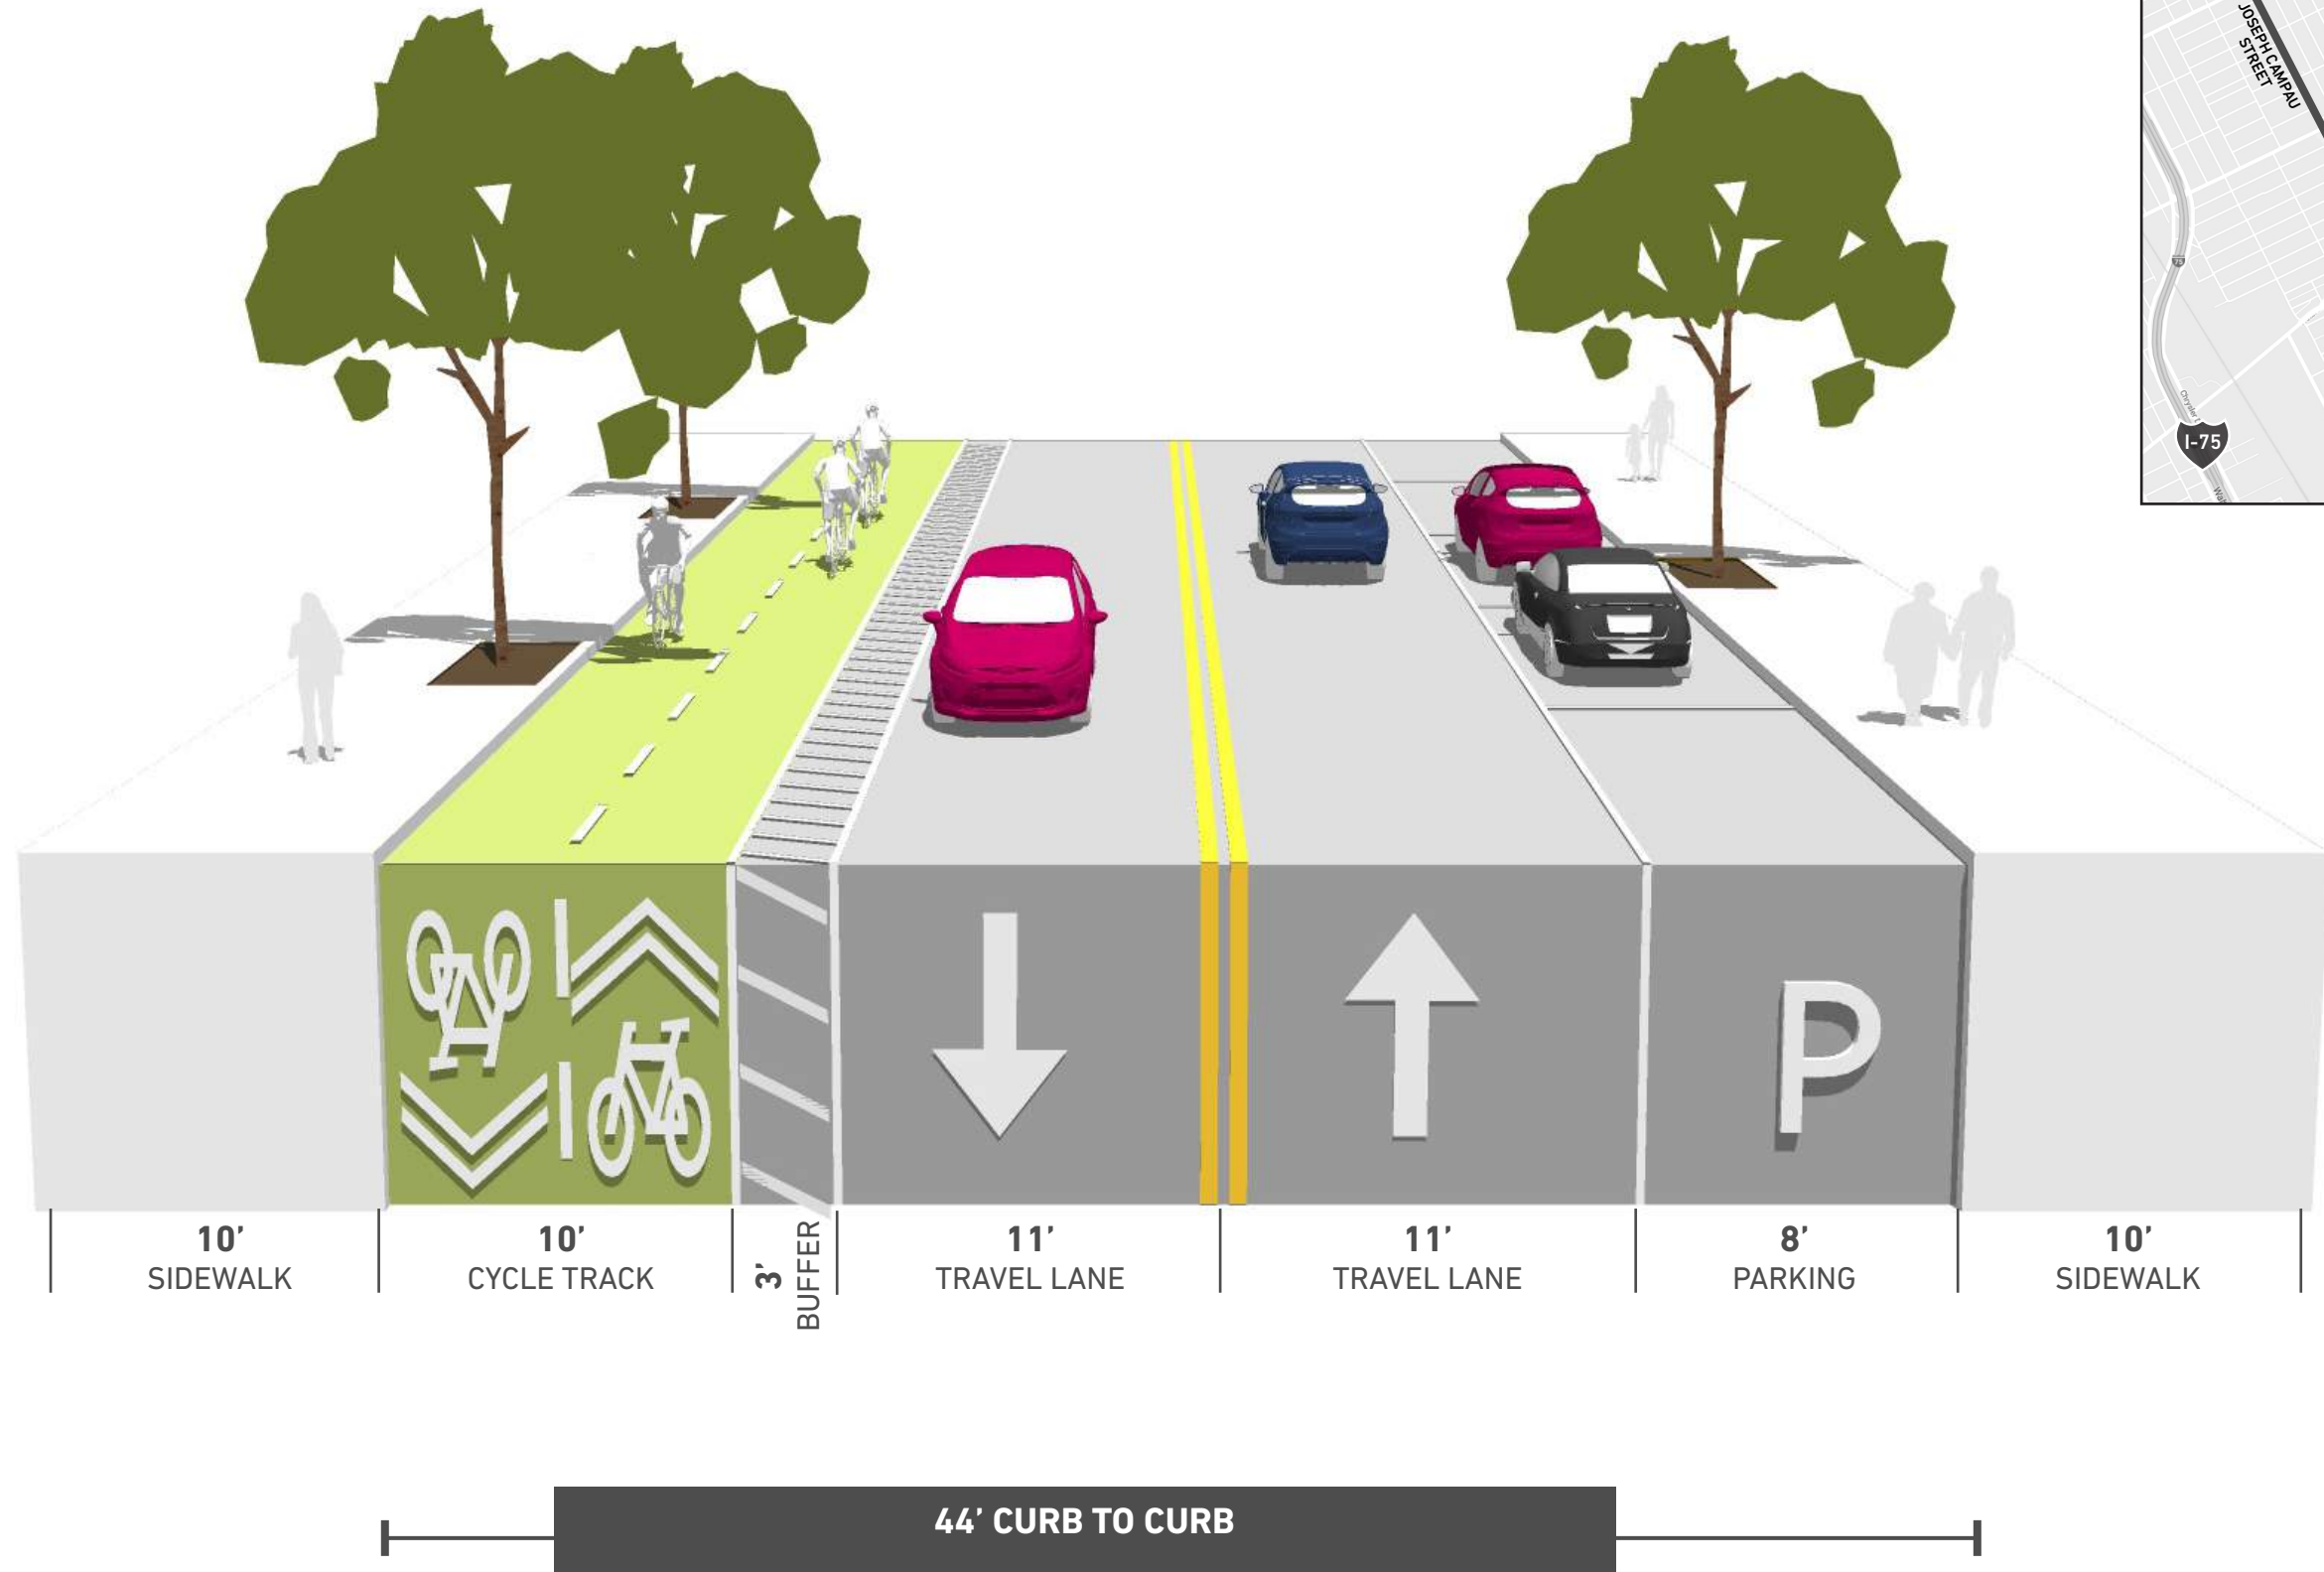 JOSEPH CAMPAU
STREET
75
I-75
P
10’
SIDEWALK
10’
CYCLE TRACK
3’
BUFFER
11’
TRAVEL LANE
11’
TRAVEL LANE
8’
PARKING
10’
SIDEWALK
44’ CURB TO CURB